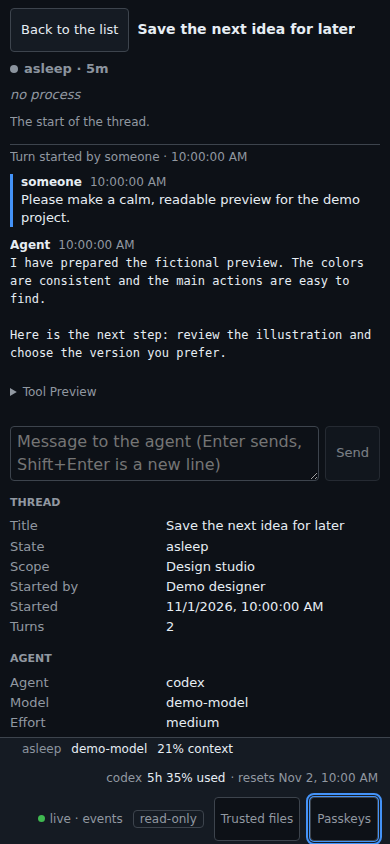 Back to the list Save the next idea for later
asleep · 5m
no process
The start of the thread.
Turn started by someone · 10:00:00 AM
someone 10:00:00 AM
Please make a calm, readable preview for the demo
project.
Agent 10:00:00 AM
I have prepared the fictional preview. The colors
are consistent and the main actions are easy to
find.
Here is the next step: review the illustration and
choose the version you prefer.
Tool Preview
Message to the agent (Enter sends,
Shift+Enter is a new line)
Send
THREAD
Title Save the next idea for later
State asleep
Scope Design studio
Started by Demo designer
Started 11/1/2026, 10:00:00 AM
Turns 2
AGENT
Agent codex
Model demo-model
Effort medium
asleep demo-model 21% context
codex 5h 35% used · resets Nov 2, 10:00 AM
live · events read-only Trusted files Passkeys